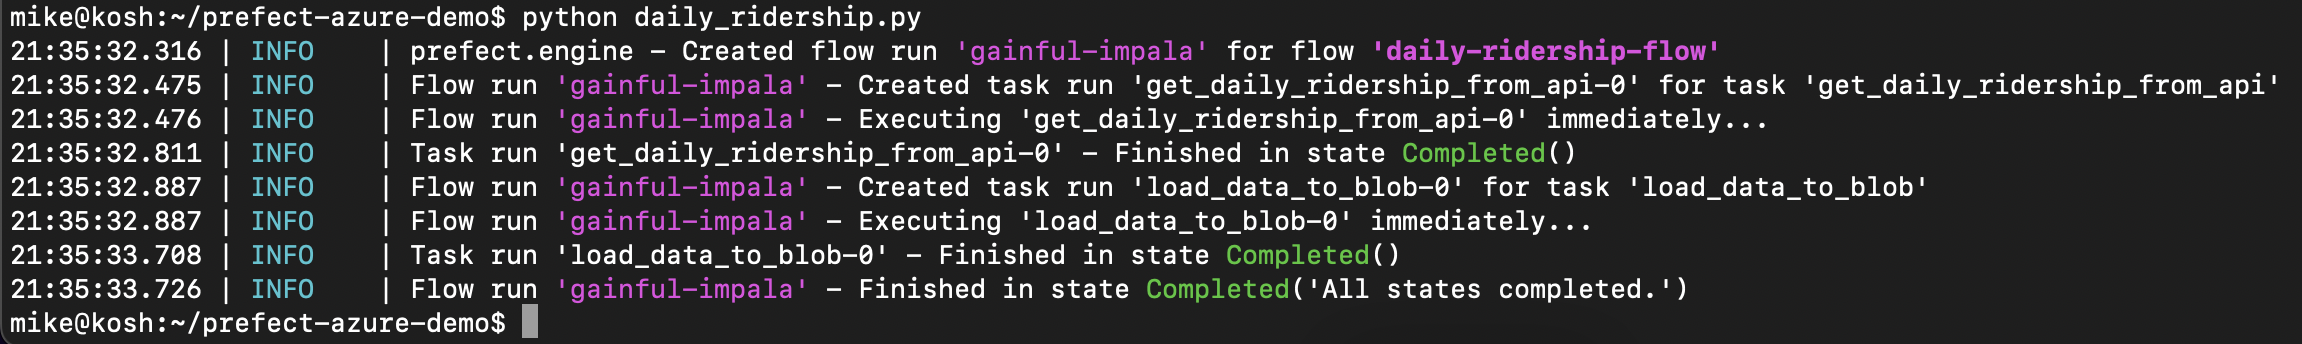 mike@kosh:~/prefect-azure-demo$ python daily_ridership.py
21:35:32.316 | INFO    | prefect.engine - Created flow run 'gainful-impala' for flow 'daily-ridership-flow'
21:35:32.475 | INFO    | Flow run 'gainful-impala' - Created task run 'get_daily_ridership_from_api-0' for task 'get_daily_ridership_from_api'
21:35:32.476 | INFO    | Flow run 'gainful-impala' - Executing 'get_daily_ridership_from_api-0' immediately...
21:35:32.811 | INFO    | Task run 'get_daily_ridership_from_api-0' - Finished in state Completed()
21:35:32.887 | INFO    | Flow run 'gainful-impala' - Created task run 'load_data_to_blob-0' for task 'load_data_to_blob'
21:35:32.887 | INFO    | Flow run 'gainful-impala' - Executing 'load_data_to_blob-0' immediately...
21:35:33.708 | INFO    | Task run 'load_data_to_blob-0' - Finished in state Completed()
21:35:33.726 | INFO    | Flow run 'gainful-impala' - Finished in state Completed('All states completed.')
mike@kosh:~/prefect-azure-demo$